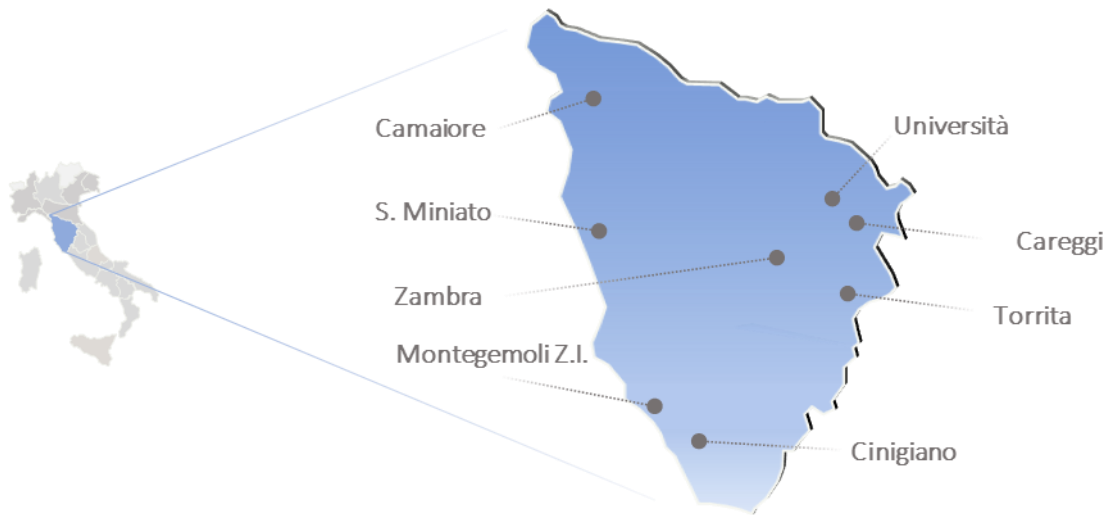 Camaiore
Università
S. Miniato
Careggi
Zambra
Torrita
Montegemoli Z.I.
Cinigiano